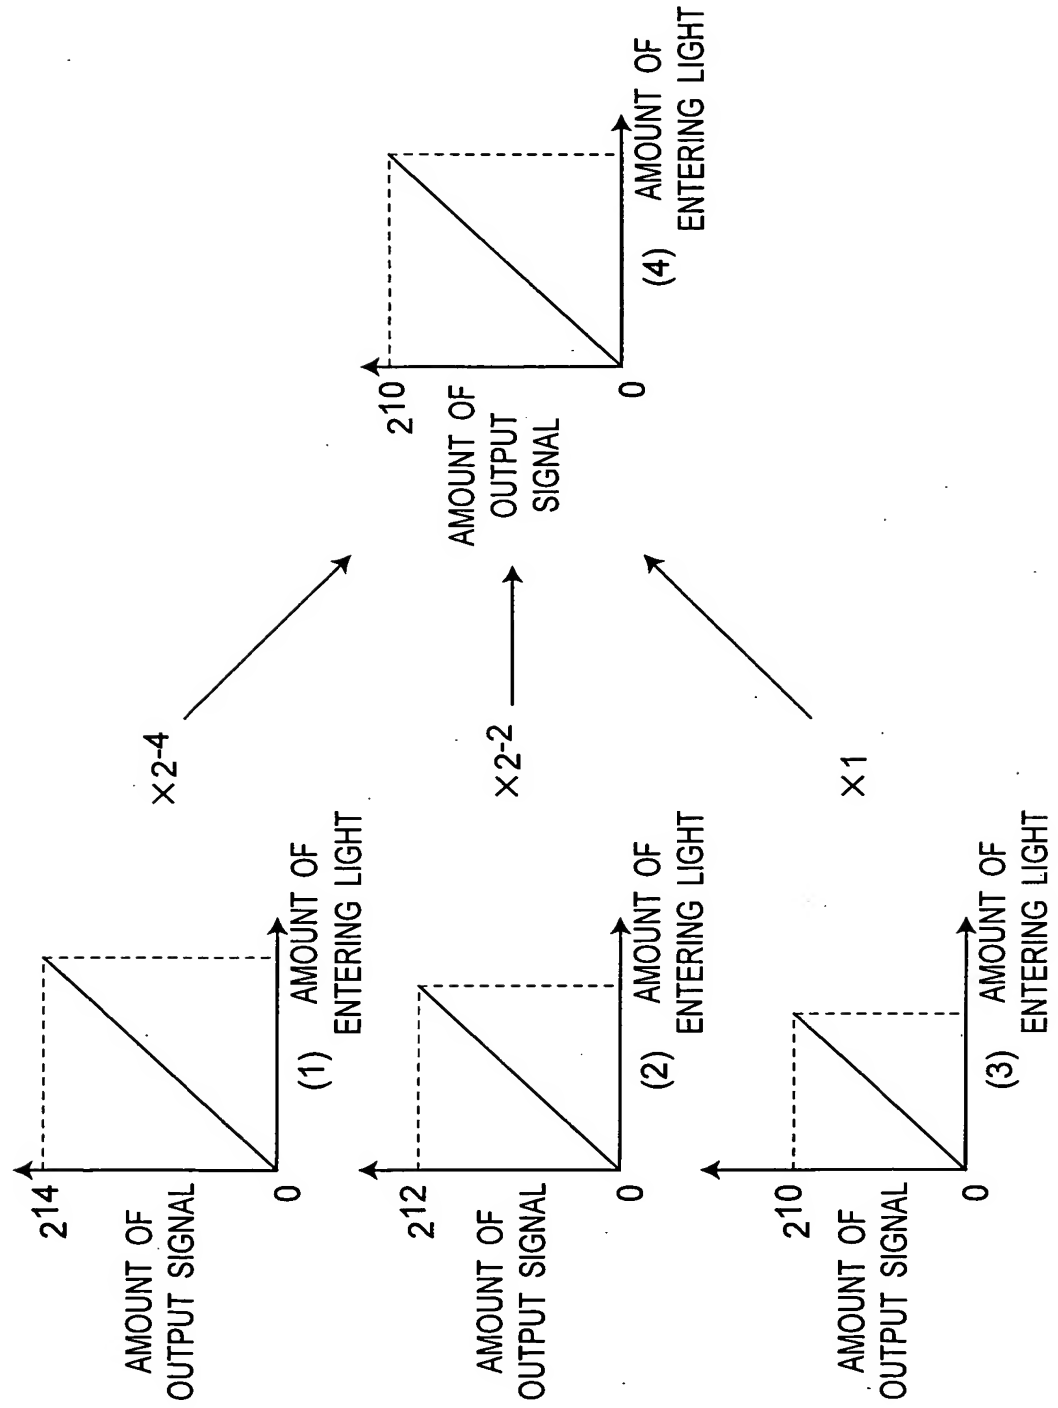 2¹⁴
AMOUNT OF
OUTPUT SIGNAL
0
AMOUNT OF
ENTERING LIGHT
(1)
×2⁻⁴
2¹²
AMOUNT OF
OUTPUT SIGNAL
0
AMOUNT OF
ENTERING LIGHT
(2)
×2⁻²
2¹⁰
AMOUNT OF
OUTPUT SIGNAL
0
AMOUNT OF
ENTERING LIGHT
(3)
×1
2¹⁰
AMOUNT OF
OUTPUT
SIGNAL
0
AMOUNT OF
ENTERING LIGHT
(4)